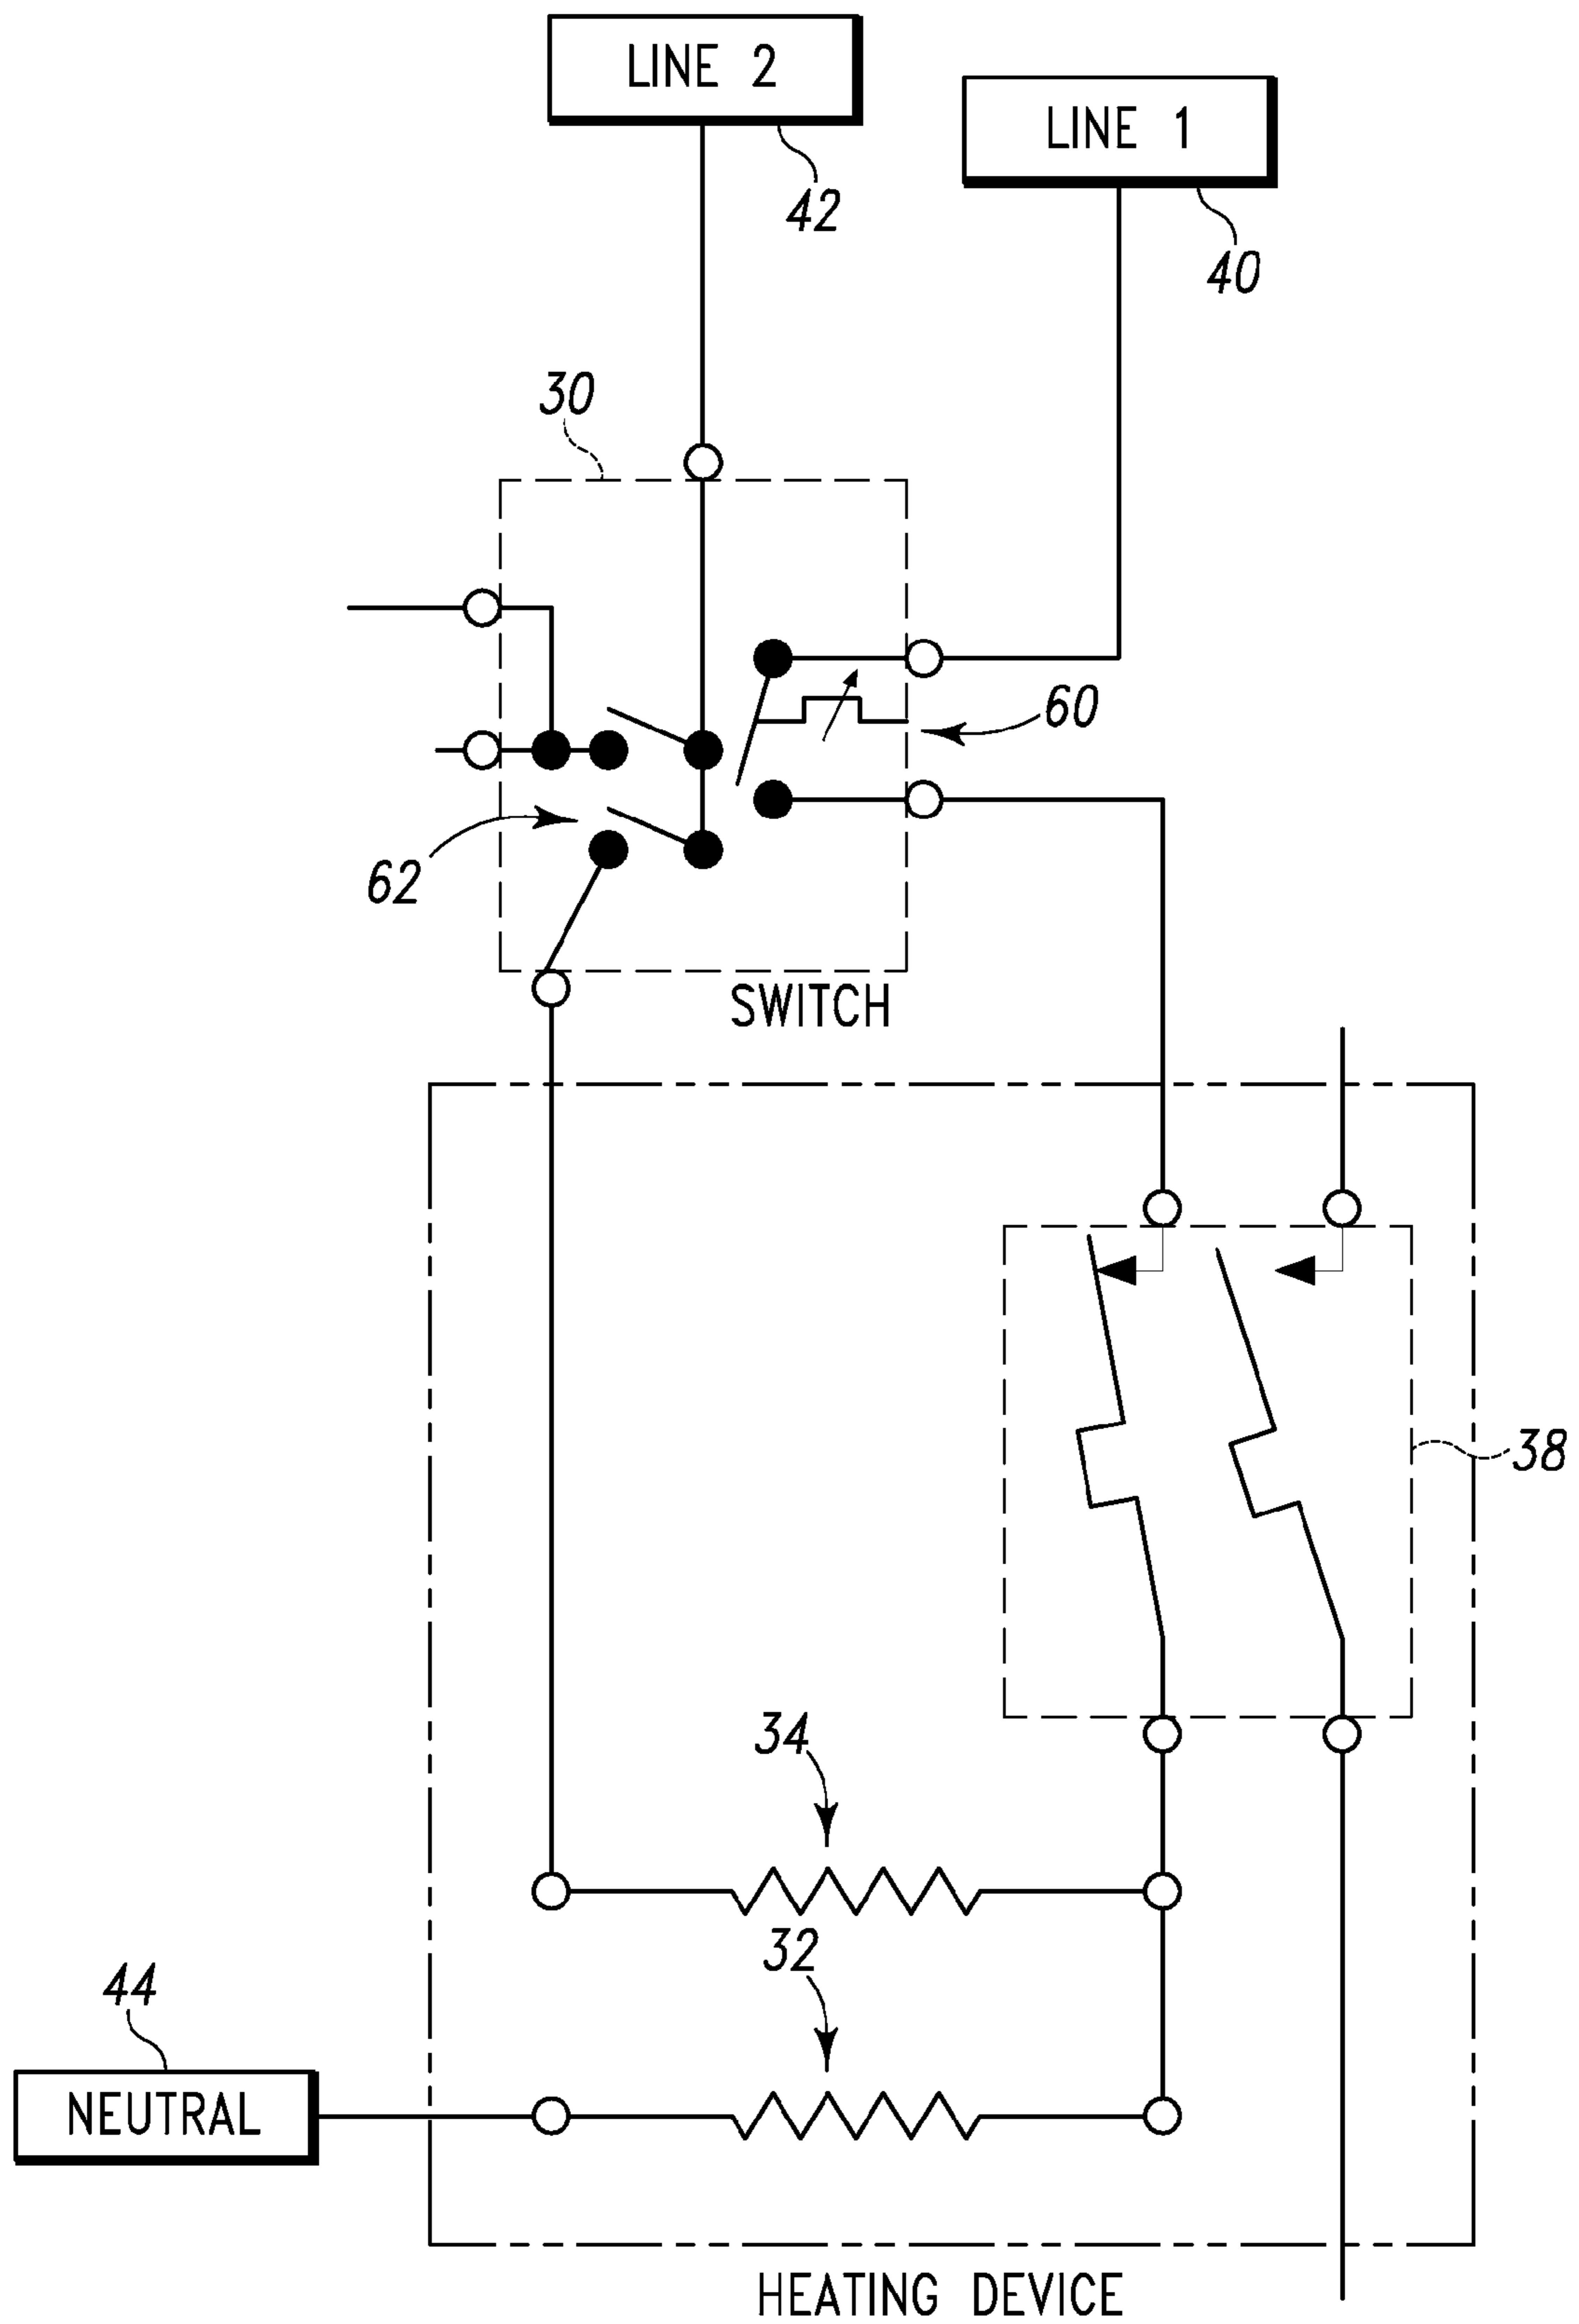 LINE 2
LINE 1
42
40
30
60
62
SWITCH
38
34
32
44
NEUTRAL
HEATING DEVICE